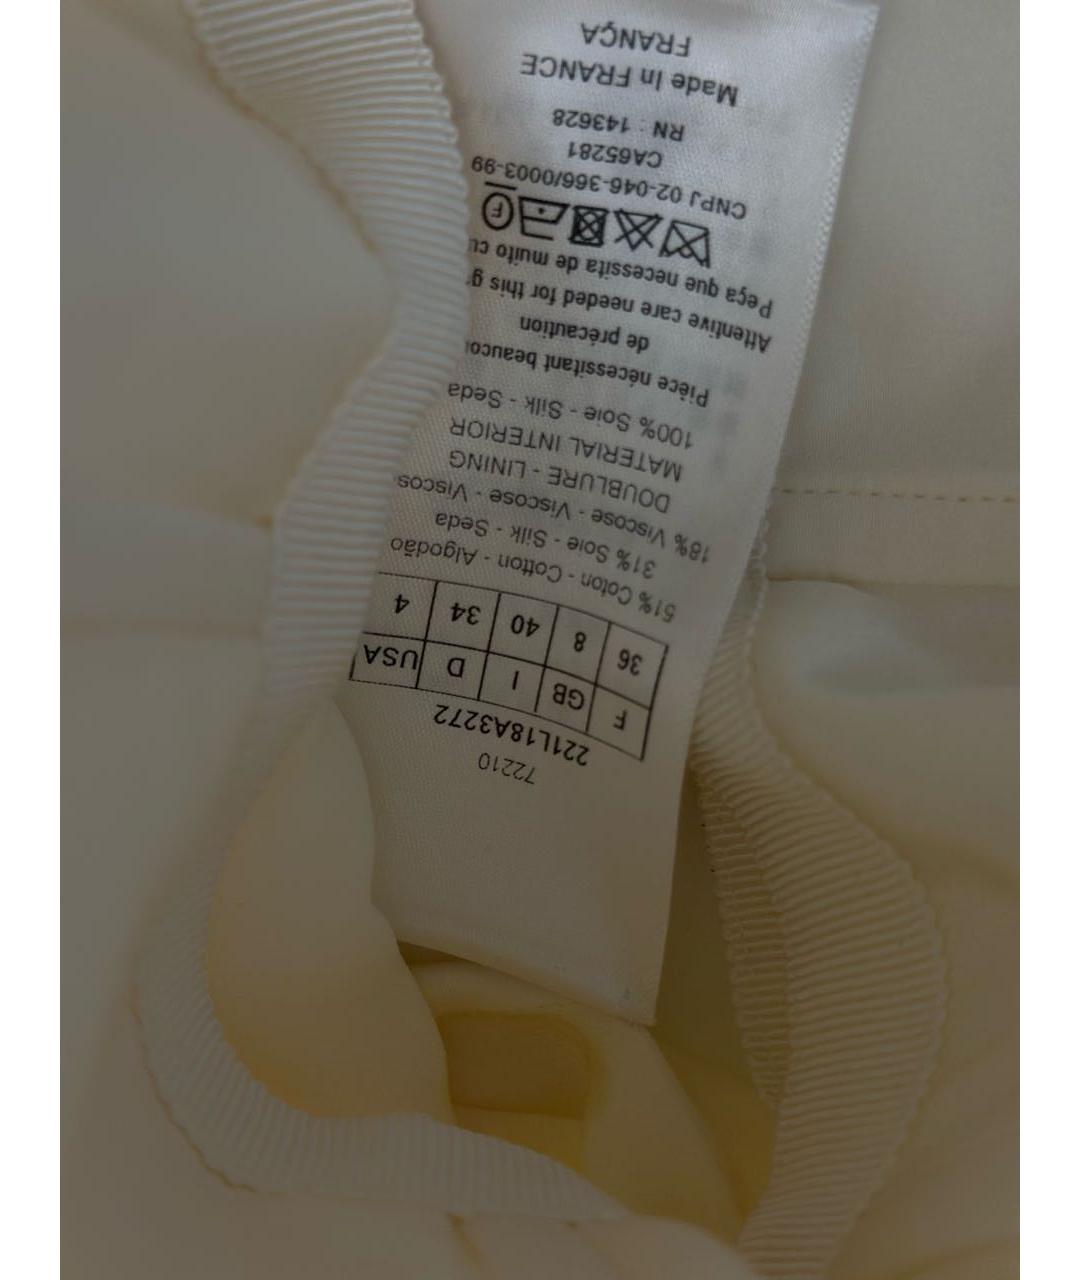 72210
221L18A3272
F GB I D USA
36 8 40 34 4
51% Coton - Cotton - Algodão
31% Soie - Silk - Seda
18% Viscose - Viscose - Viscos
DOUBLURE - LINING
MATERIAL INTERIOR
100% Soie - Silk - Seda
Pièce nécessitant beaucou
de précaution
Attentive care needed for this g
Peça que necessita de muito cu
F
CNPJ 02-046-366/0003-99
CA65281
RN : 143628
Made In FRANCE
FRANÇA